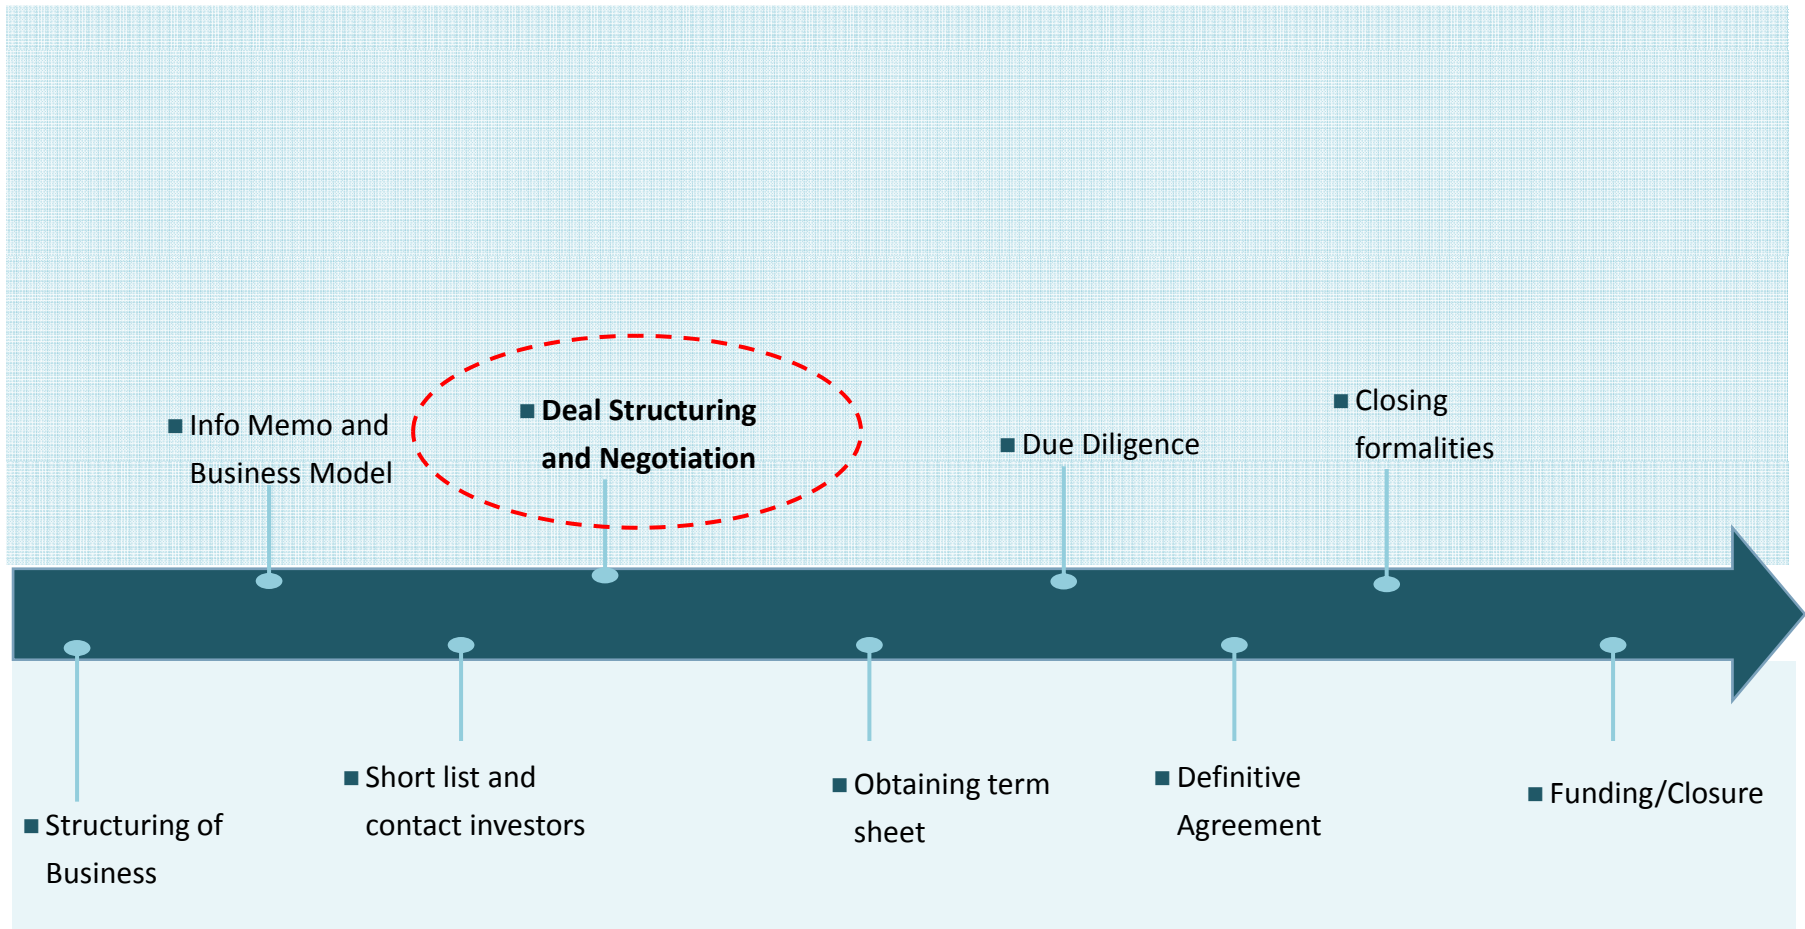 ■ Closing
formalities
■ Deal Structuring
and Negotiation
■ Info Memo and
Business Model
■ Due Diligence
■ Short list and
contact investors
■ Definitive
Agreement
■ Obtaining term
sheet
■ Funding/Closure
■ Structuring of
Business